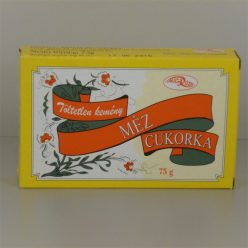 Töltetlen kemény
MÉZ
CUKORKA
75 g